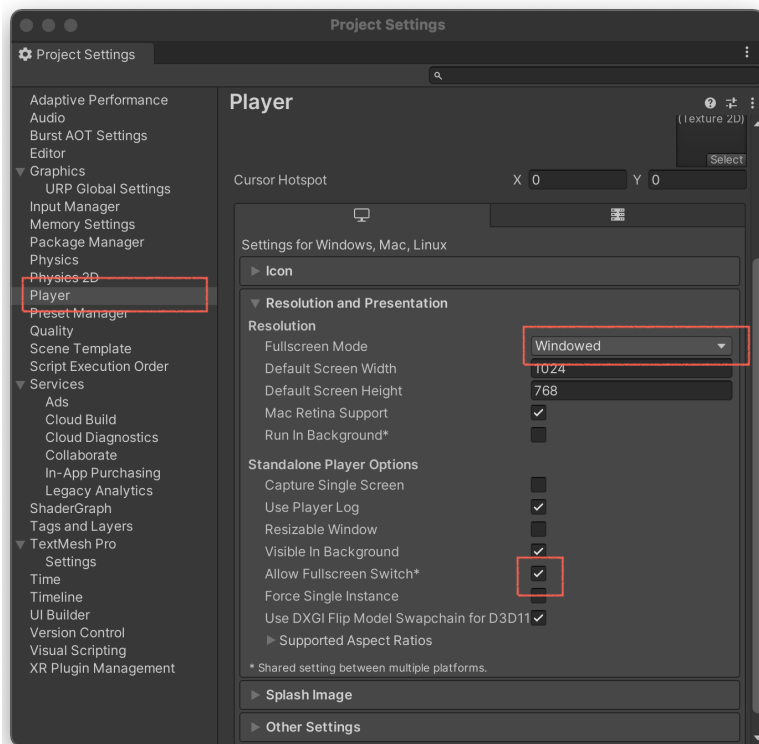 Project Settings
Project Settings
Adaptive Performance
Audio
Burst AOT Settings
Editor
Graphics
URP Global Settings
Input Manager
Memory Settings
Package Manager
Physics
Physics 2D
Player
Preset Manager
Quality
Scene Template
Script Execution Order
Services
Ads
Cloud Build
Cloud Diagnostics
Collaborate
In-App Purchasing
Legacy Analytics
ShaderGraph
Tags and Layers
TextMesh Pro
Settings
Time
Timeline
UI Builder
Version Control
Visual Scripting
XR Plugin Management
Player
(Texture 2D)
Select
Cursor Hotspot X 0 Y 0
Settings for Windows, Mac, Linux
Icon
Resolution and Presentation
Resolution
Fullscreen Mode Windowed
Default Screen Width 1024
Default Screen Height 768
Mac Retina Support
Run In Background*
Standalone Player Options
Capture Single Screen
Use Player Log
Resizable Window
Visible In Background
Allow Fullscreen Switch*
Force Single Instance
Use DXGI Flip Model Swapchain for D3D11
Supported Aspect Ratios
* Shared setting between multiple platforms.
Splash Image
Other Settings